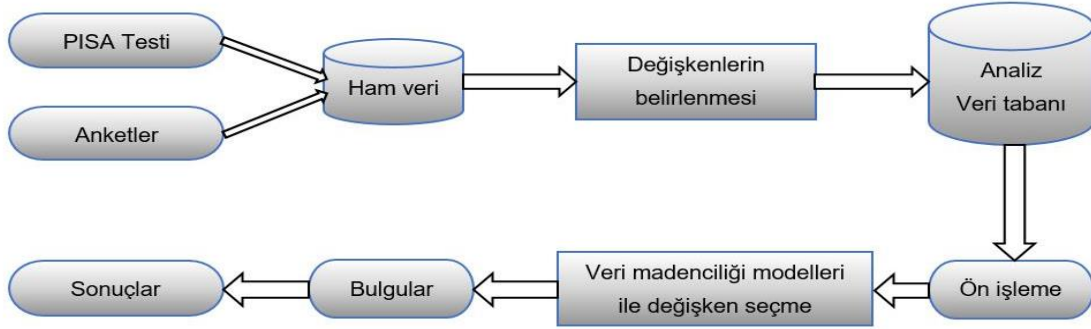 PISA Testi
Anketler
Ham veri
Değişkenlerin
belirlenmesi
Analiz
Veri tabanı
Ön işleme
Veri madenciliği modelleri
ile değişken seçme
Bulgular
Sonuçlar